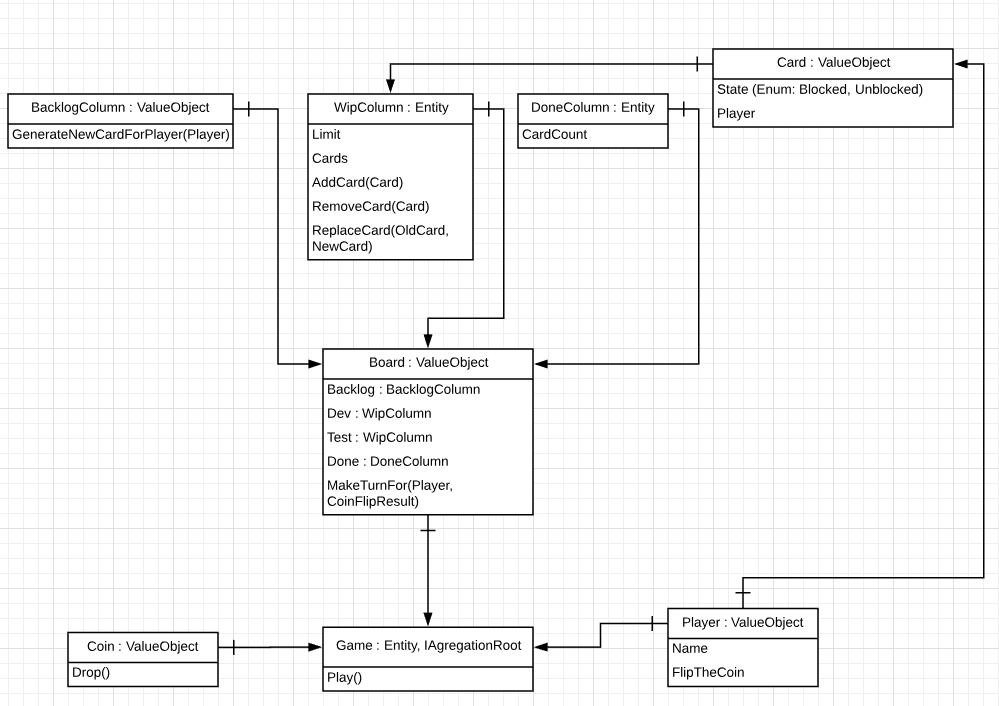 Card : ValueObject
State (Enum: Blocked, Unblocked)
Player
BacklogColumn : ValueObject
GenerateNewCardForPlayer(Player)
WipColumn : Entity
Limit
Cards
AddCard(Card)
RemoveCard(Card)
ReplaceCard(OldCard,
NewCard)
DoneColumn : Entity
CardCount
Board : ValueObject
Backlog : BacklogColumn
Dev : WipColumn
Test : WipColumn
Done : DoneColumn
MakeTurnFor(Player,
CoinFlipResult)
Coin : ValueObject
Drop()
Game : Entity, IAgregationRoot
Play()
Player : ValueObject
Name
FlipTheCoin